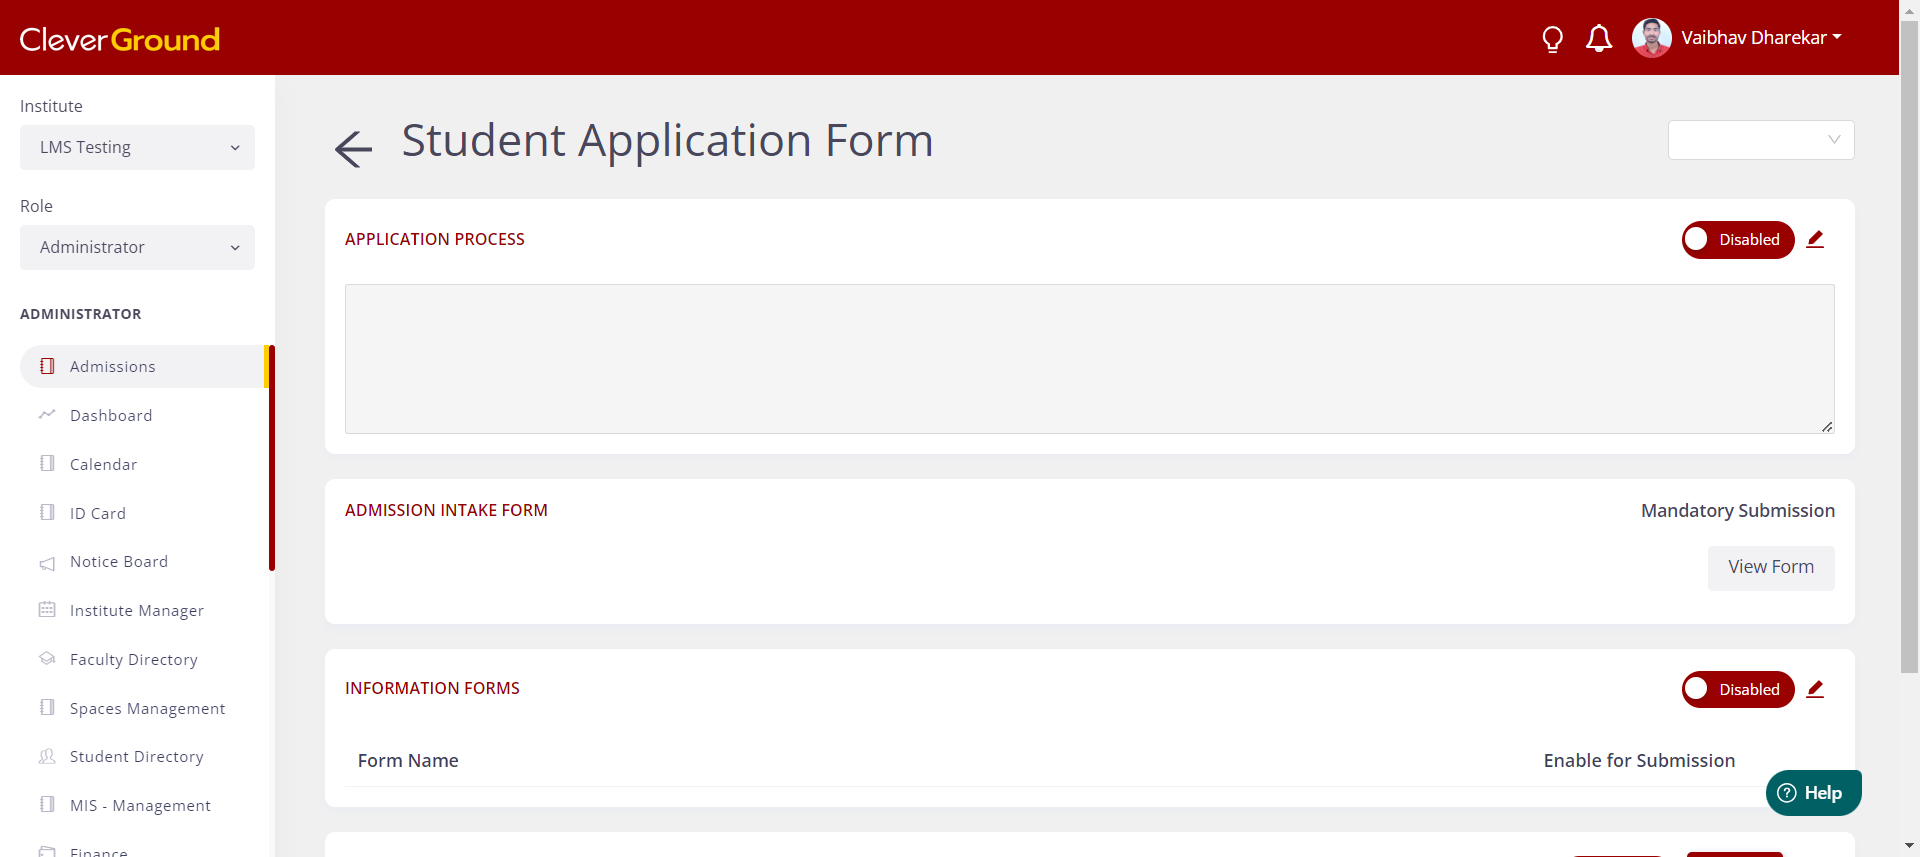 CleverGround
Vaibhav Dharekar
Institute
LMS Testing
Role
Administrator
ADMINISTRATOR
Admissions
Dashboard
Calendar
ID Card
Notice Board
Institute Manager
Faculty Directory
Spaces Management
Student Directory
MIS - Management
Finance
Student Application Form
APPLICATION PROCESS
Disabled
ADMISSION INTAKE FORM
Mandatory Submission
View Form
INFORMATION FORMS
Disabled
Form Name
Enable for Submission
Help